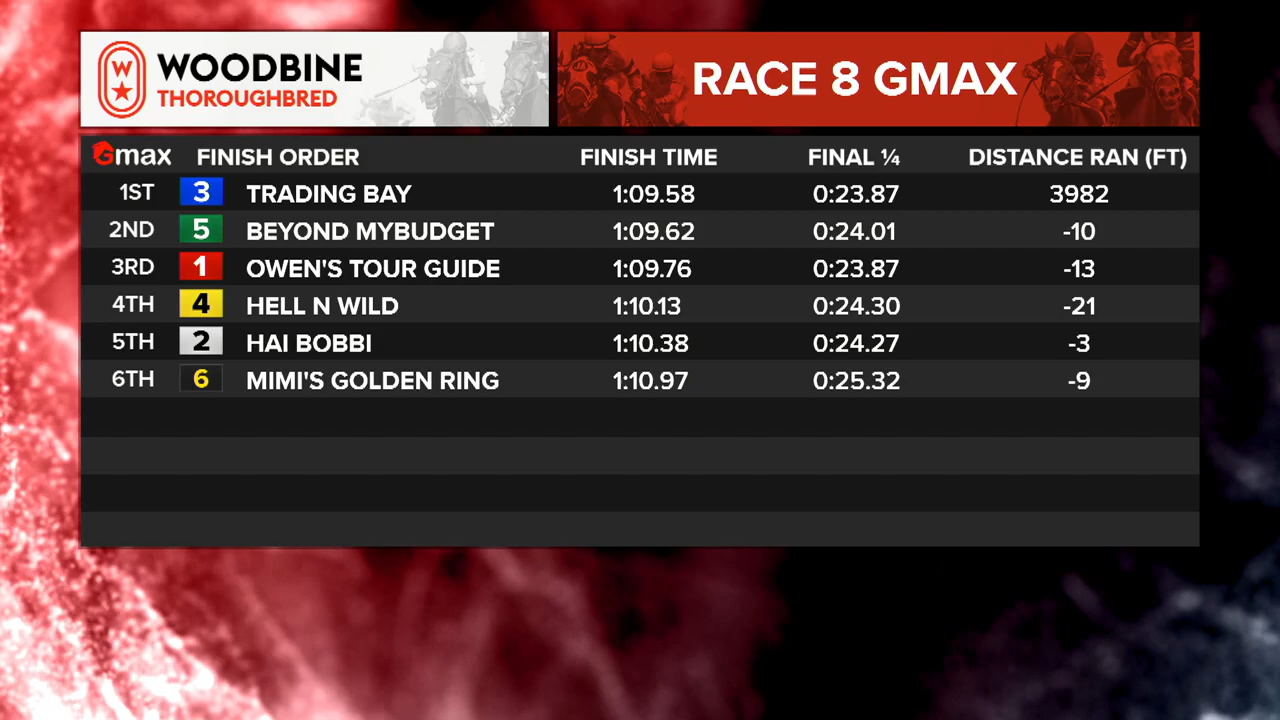 W
WOODBINE
THOROUGHBRED
RACE 8 GMAX
Gmax FINISH ORDER FINISH TIME FINAL ¼ DISTANCE RAN (FT)
1ST 3 TRADING BAY 1:09.58 0:23.87 3982
2ND 5 BEYOND MYBUDGET 1:09.62 0:24.01 -10
3RD 1 OWEN'S TOUR GUIDE 1:09.76 0:23.87 -13
4TH 4 HELL N WILD 1:10.13 0:24.30 -21
5TH 2 HAI BOBBI 1:10.38 0:24.27 -3
6TH 6 MIMI'S GOLDEN RING 1:10.97 0:25.32 -9